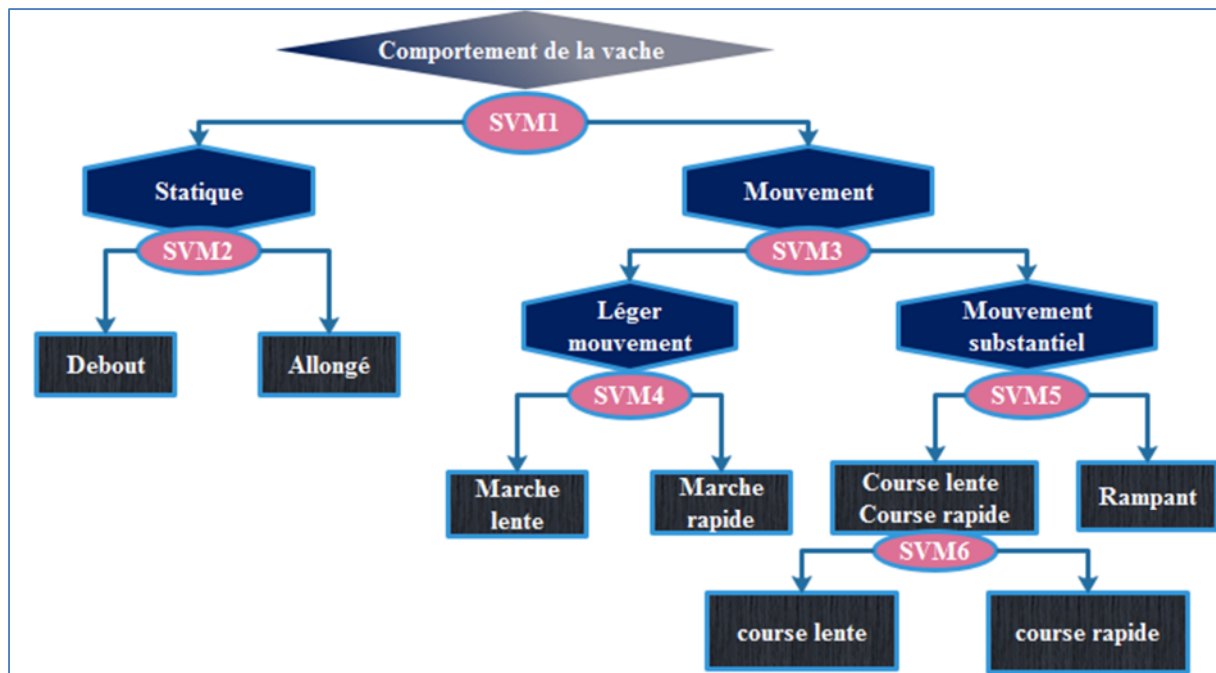 Comportement de la vache
SVM1
Statique
Mouvement
SVM2
SVM3
Léger
mouvement
Mouvement
substantiel
Debout
Allongé
SVM4
SVM5
Marche
lente
Marche
rapide
Course lente
Course rapide
Rampant
SVM6
course lente
course rapide